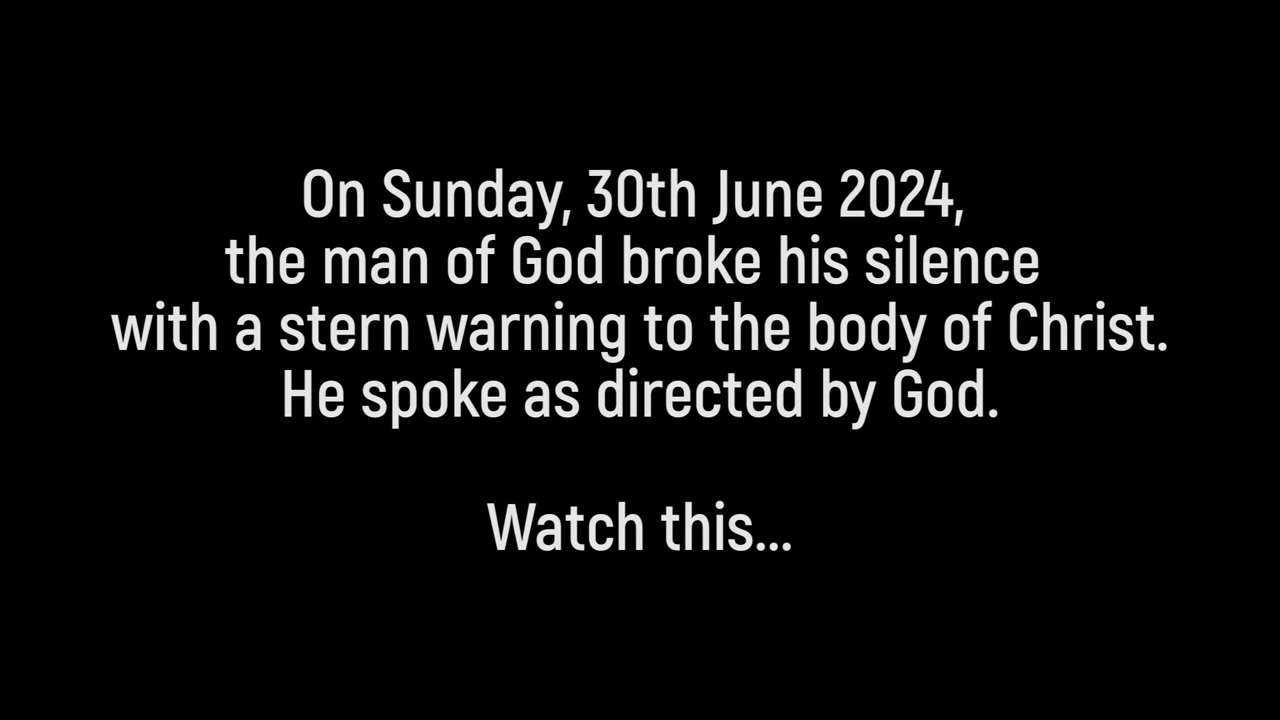 On Sunday, 30th June 2024,
the man of God broke his silence
with a stern warning to the body of Christ.
He spoke as directed by God.
Watch this...